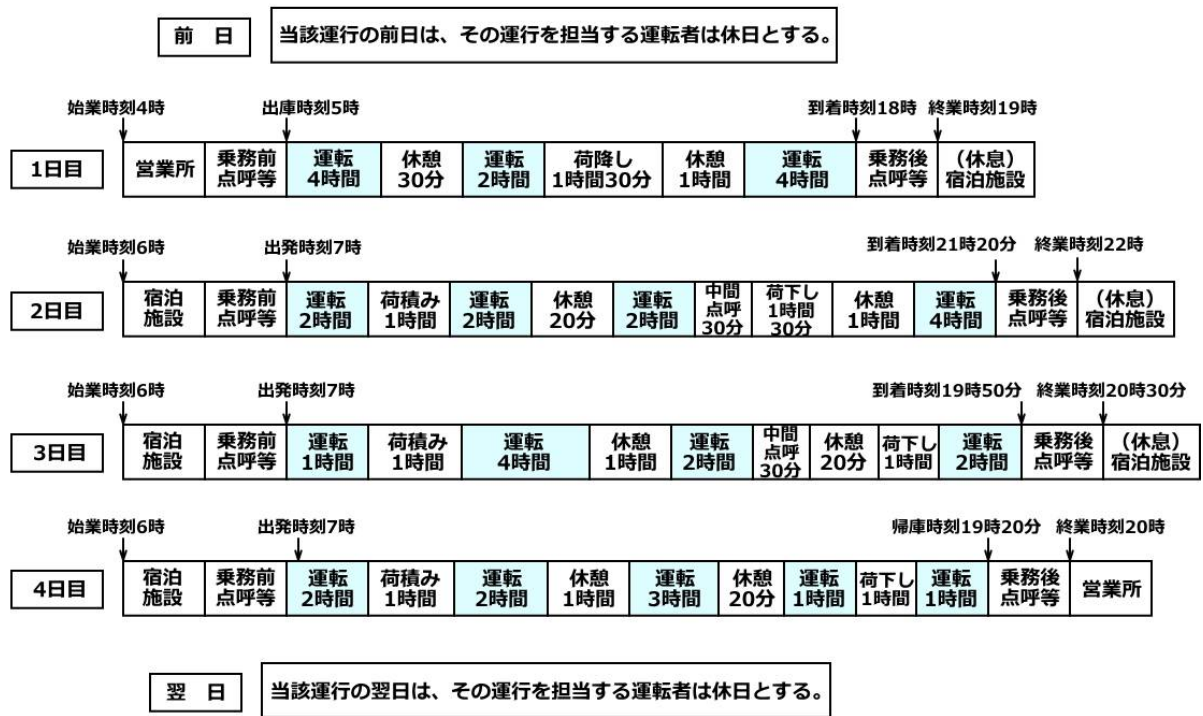 前 日
当該運行の前日は、その運行を担当する運転者は休日とする。
始業時刻4時 出庫時刻5時 到着時刻18時 終業時刻19時
1日目
営業所
乗務前
点呼等
運転
4時間
休憩
30分
運転
2時間
荷降し
1時間30分
休憩
1時間
運転
4時間
乗務後
点呼等
(休息)
宿泊施設
始業時刻6時 出発時刻7時 到着時刻21時20分 終業時刻22時
2日目
宿泊
施設
乗務前
点呼等
運転
2時間
荷積み
1時間
運転
2時間
休憩
20分
運転
2時間
中間
点呼
30分
荷下し
1時間
30分
休憩
1時間
運転
4時間
乗務後
点呼等
(休息)
宿泊施設
始業時刻6時 出発時刻7時 到着時刻19時50分 終業時刻20時30分
3日目
宿泊
施設
乗務前
点呼等
運転
1時間
荷積み
1時間
運転
4時間
休憩
1時間
運転
2時間
中間
点呼
30分
休憩
20分
荷下し
1時間
運転
2時間
乗務後
点呼等
(休息)
宿泊施設
始業時刻6時 出発時刻7時 帰庫時刻19時20分 終業時刻20時
4日目
宿泊
施設
乗務前
点呼等
運転
2時間
荷積み
1時間
運転
2時間
休憩
1時間
運転
3時間
休憩
20分
運転
1時間
荷下し
1時間
運転
1時間
乗務後
点呼等
営業所
翌 日
当該運行の翌日は、その運行を担当する運転者は休日とする。